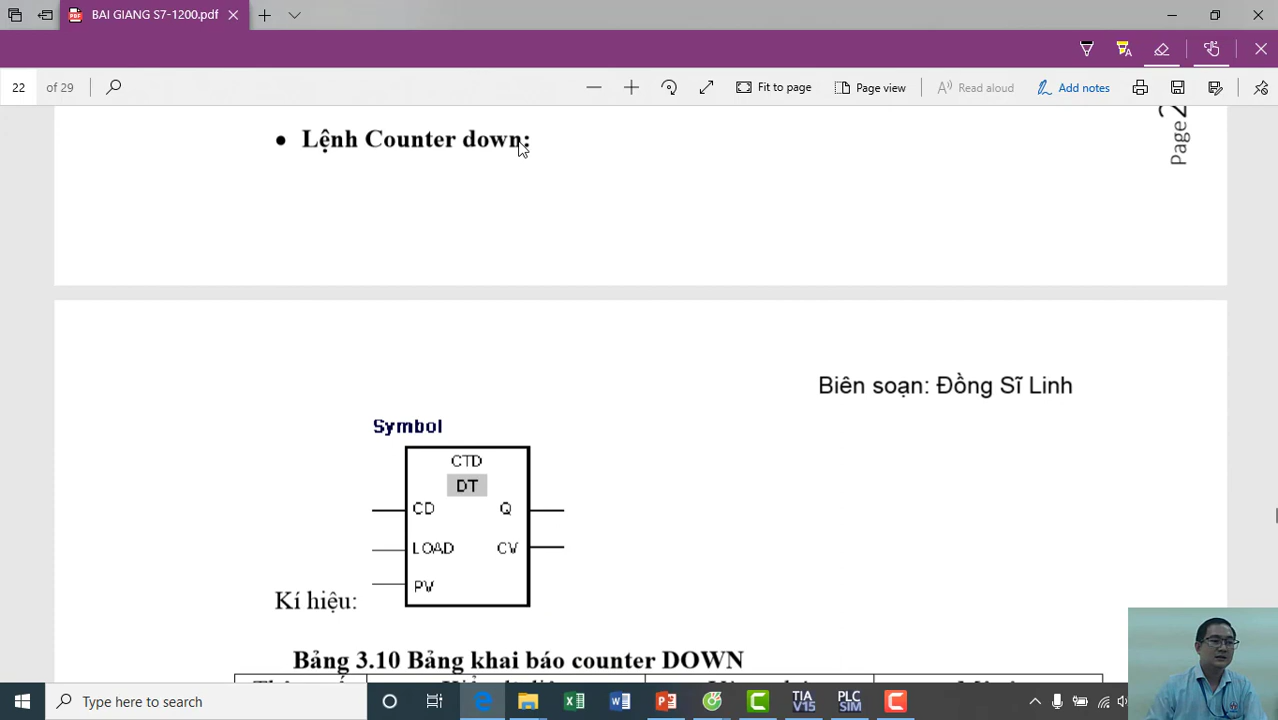 BAI GIANG S7-1200.pdf
22 of 29
Fit to page
Page view
Read aloud
Add notes
Page
• Lệnh Counter down:
Biên soạn: Đồng Sĩ Linh
Symbol
CTD
DT
CD Q
LOAD CV
PV
Kí hiệu:
Bảng 3.10 Bảng khai báo counter DOWN
Type here to search
TIA V15
PLC SIM